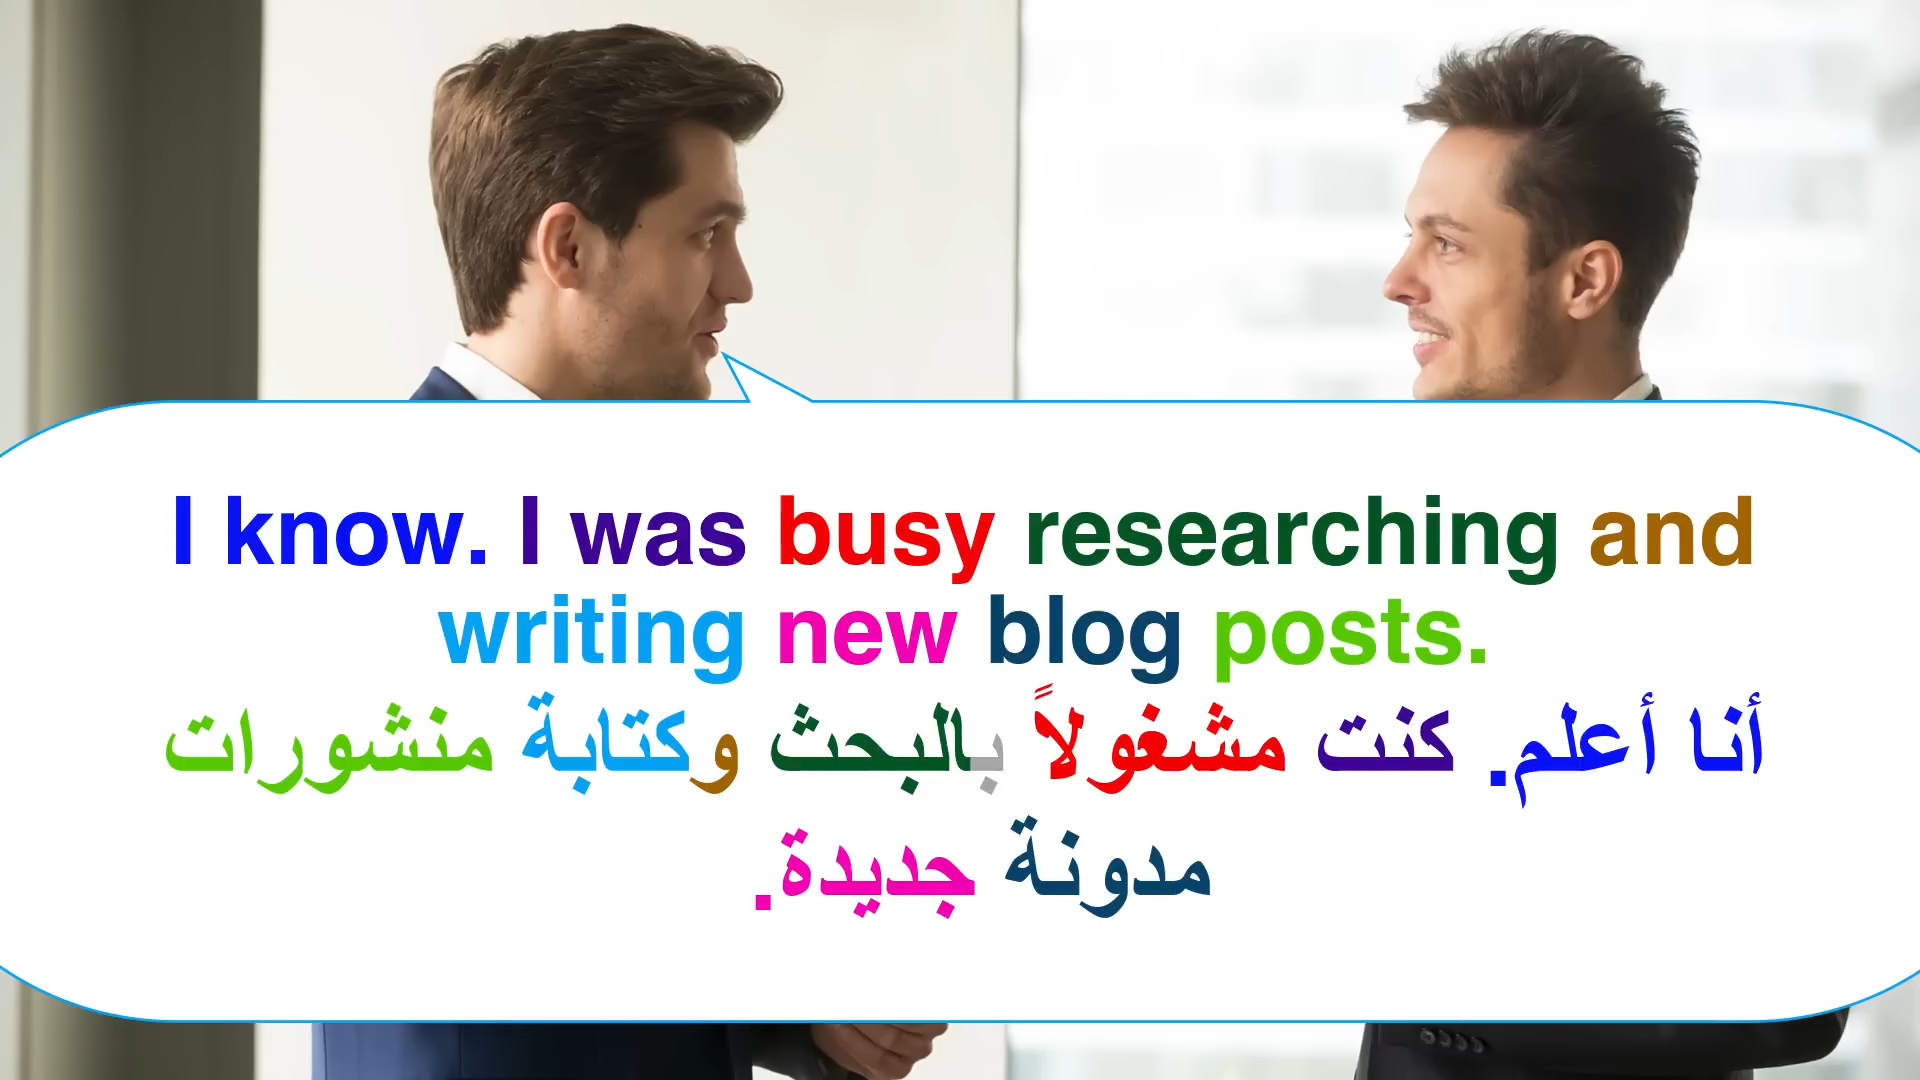 I know. I was busy researching and
writing new blog posts.
أنا أعلم. كنت مشغولاً بالبحث وكتابة منشورات
مدونة جديدة.